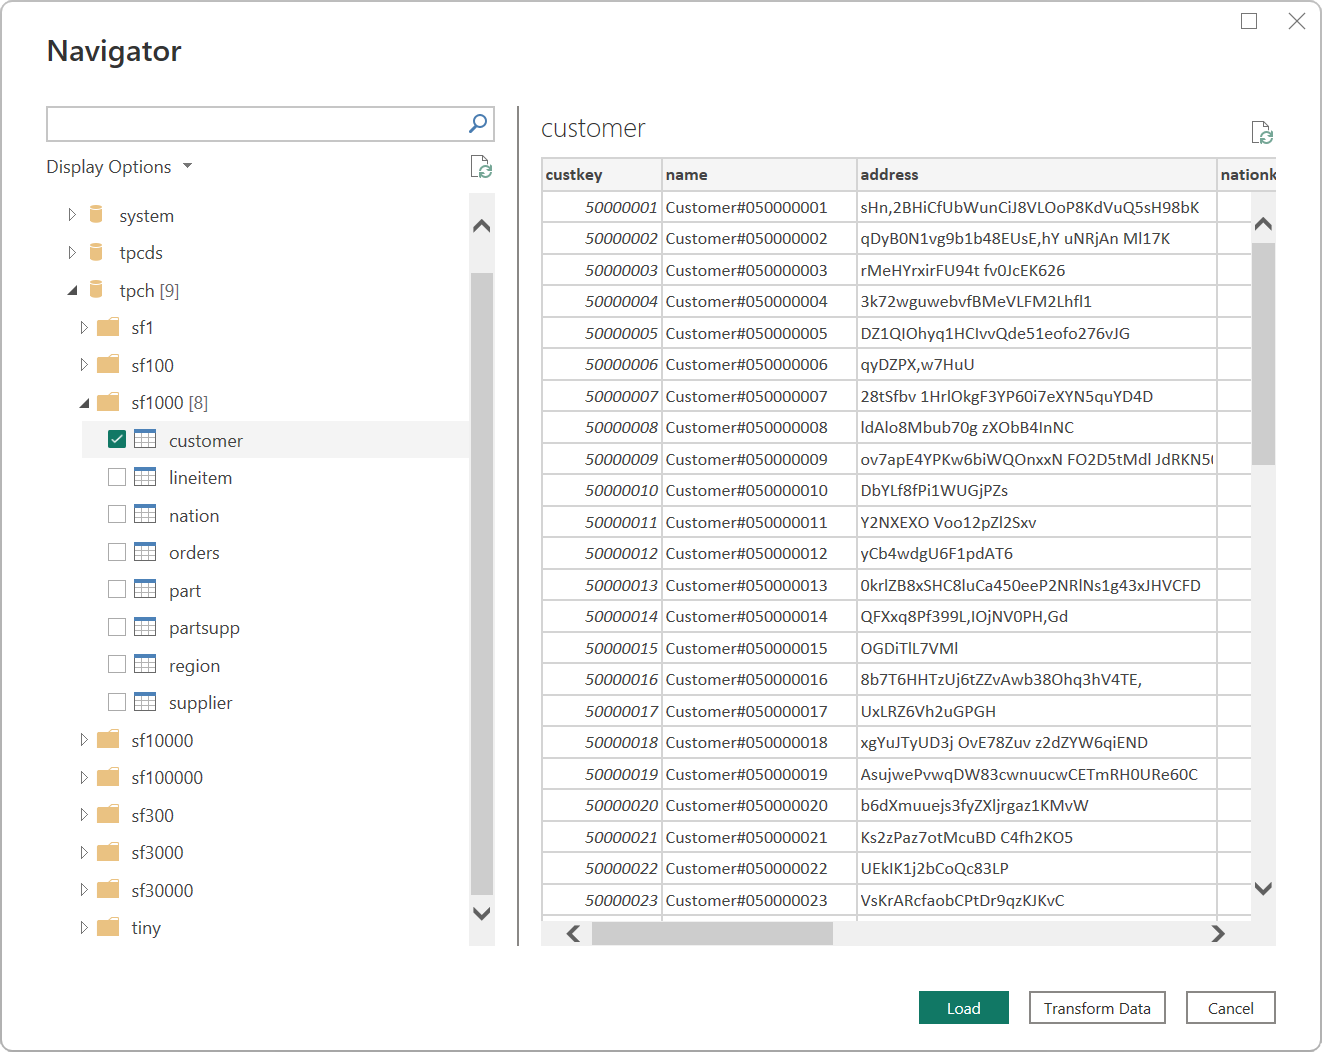 Navigator
Display Options
system
tpcds
tpch [9]
sf1
sf100
sf1000 [8]
customer
lineitem
nation
orders
part
partsupp
region
supplier
sf10000
sf100000
sf300
sf3000
sf30000
tiny
customer
custkey name address nationk
50000001 Customer#050000001 sHn,2BHiCfUbWunCiJ8VLOoP8KdVuQ5sH98bK
50000002 Customer#050000002 qDyB0N1vg9b1b48EUsE,hY uNRjAn Ml17K
50000003 Customer#050000003 rMeHYrxirFU94t fv0JcEK626
50000004 Customer#050000004 3k72wguwebvfBMeVLFM2Lhfl1
50000005 Customer#050000005 DZ1QIOhyq1HCIvvQde51eofo276vJG
50000006 Customer#050000006 qyDZPX,w7HuU
50000007 Customer#050000007 28tSfbv 1HrlOkgF3YP60i7eXYN5quYD4D
50000008 Customer#050000008 ldAlo8Mbub70g zXObB4InNC
50000009 Customer#050000009 ov7apE4YPKw6biWQOnxxN FO2D5tMdl JdRKN5
50000010 Customer#050000010 DbYLf8fPi1WUGjPZs
50000011 Customer#050000011 Y2NXEXO Voo12pZl2Sxv
50000012 Customer#050000012 yCb4wdgU6F1pdAT6
50000013 Customer#050000013 0krlZB8xSHC8luCa450eeP2NRlNs1g43xJHVCFD
50000014 Customer#050000014 QFXxq8Pf399L,IOjNV0PH,Gd
50000015 Customer#050000015 OGDiTlL7VMl
50000016 Customer#050000016 8b7T6HHTzUj6tZZvAwb38Ohq3hV4TE,
50000017 Customer#050000017 UxLRZ6Vh2uGPGH
50000018 Customer#050000018 xgYuJTyUD3j OvE78Zuv z2dZYW6qiEND
50000019 Customer#050000019 AsujwePvwqDW83cwnuucwCETmRH0URe60C
50000020 Customer#050000020 b6dXmuuejs3fyZXljrgaz1KMvW
50000021 Customer#050000021 Ks2zPaz7otMcuBD C4fh2KO5
50000022 Customer#050000022 UEkIK1j2bCoQc83LP
50000023 Customer#050000023 VsKrARcfaobCPtDr9qzKJKvC
Load Transform Data Cancel